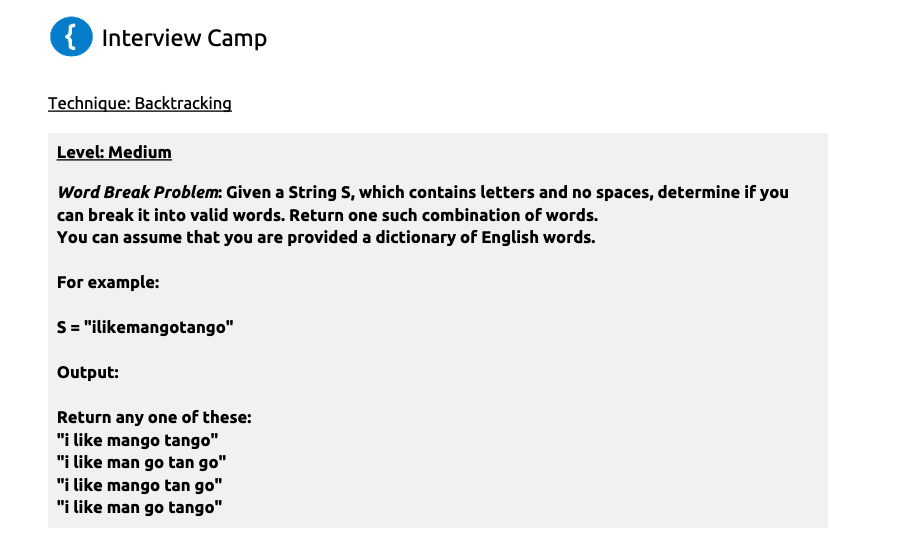 { Interview Camp
Technique: Backtracking
Level: Medium
Word Break Problem: Given a String S, which contains letters and no spaces, determine if you
can break it into valid words. Return one such combination of words.
You can assume that you are provided a dictionary of English words.
For example:
S = "ilikemangotango"
Output:
Return any one of these:
"i like mango tango"
"i like man go tan go"
"i like mango tan go"
"i like man go tango"